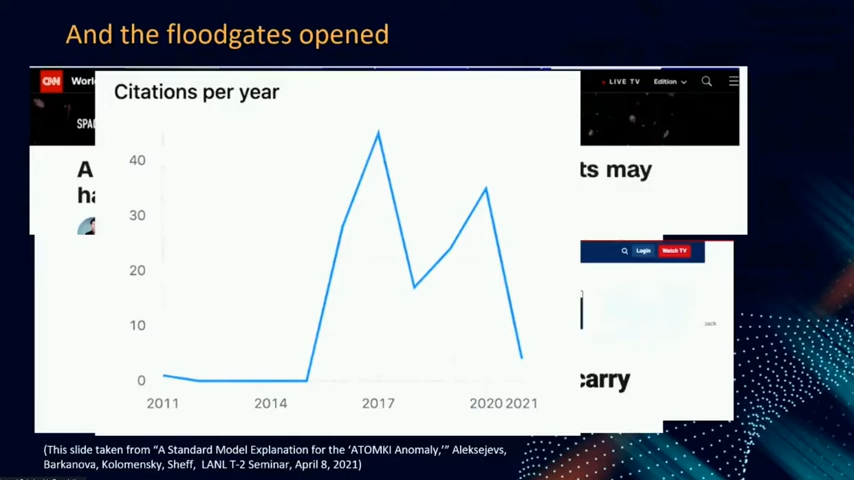 And the floodgates opened
CNN World
LIVE TV Edition
Citations per year
SPA
A
ha
ts may
40
30
20
10
0
2011 2014 2017 2020 2021
Login Watch TV
Jack
carry
(This slide taken from “A Standard Model Explanation for the ‘ATOMKI Anomaly,’” Aleksejevs,
Barkanova, Kolomensky, Sheff, LANL T-2 Seminar, April 8, 2021)